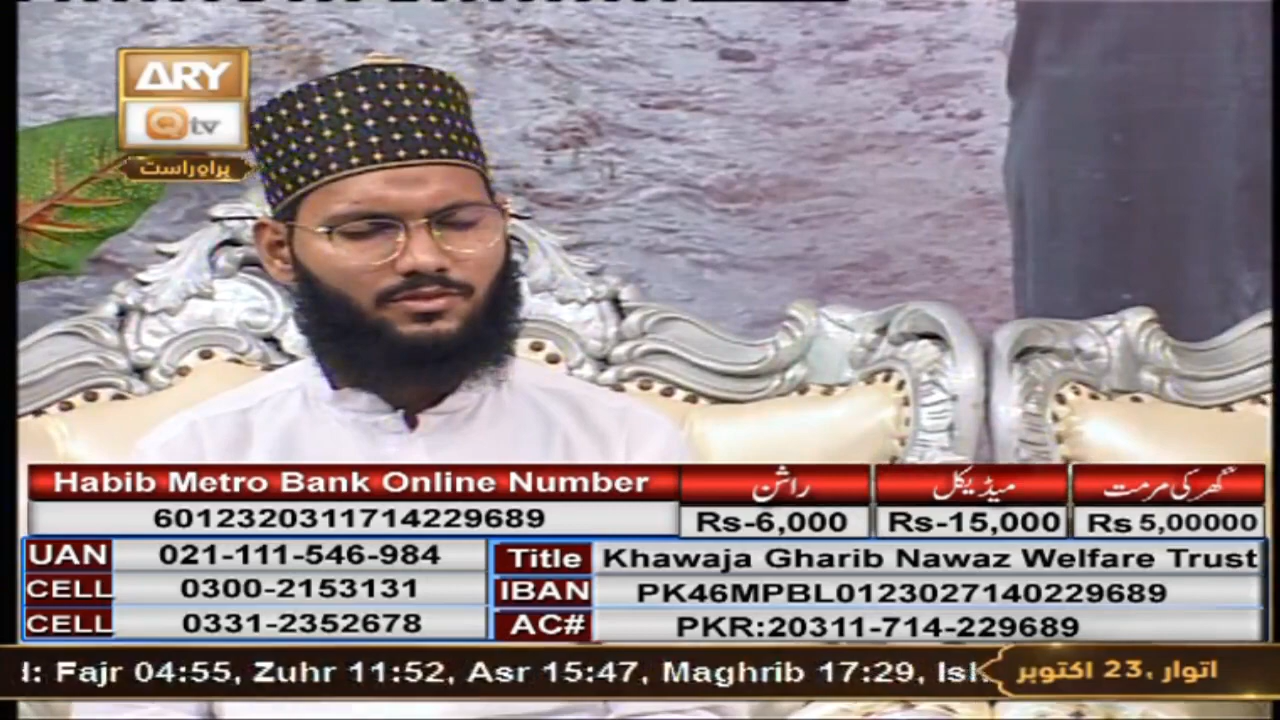 ARY
Qtv
براہِ راست
Habib Metro Bank Online Number
راشن
میڈیکل
گھر کی مرمت
6012320311714229689
Rs-6,000
Rs-15,000
Rs 5,00000
UAN 021-111-546-984
Title Khawaja Gharib Nawaz Welfare Trust
CELL 0300-2153131
IBAN PK46MPBL0123027140229689
CELL 0331-2352678
AC# PKR:20311-714-229689
: Fajr 04:55, Zuhr 11:52, Asr 15:47, Maghrib 17:29, Ish
اتوار ,23 اکتوبر